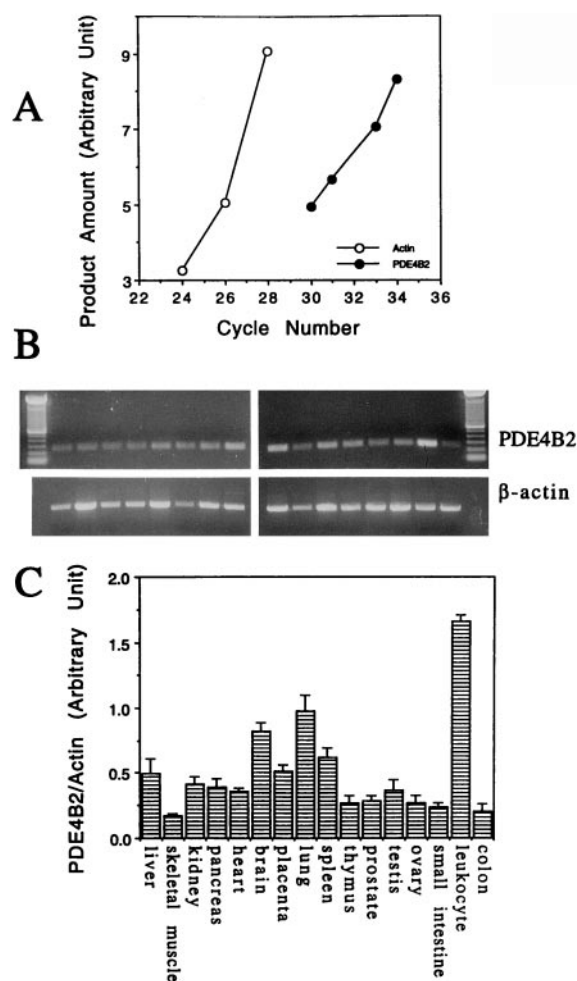 A
Product Amount (Arbitrary Unit)
9
7
5
3
Actin
PDE4B2
22 24 26 28 30 32 34 36
Cycle Number
B
PDE4B2
β-actin
C
PDE4B2/Actin (Arbitrary Unit)
2.0
1.5
1.0
0.5
0.0
liver
skeletal muscle
kidney
pancreas
heart
brain
placenta
lung
spleen
thymus
prostate
testis
ovary
small intestine
leukocyte
colon